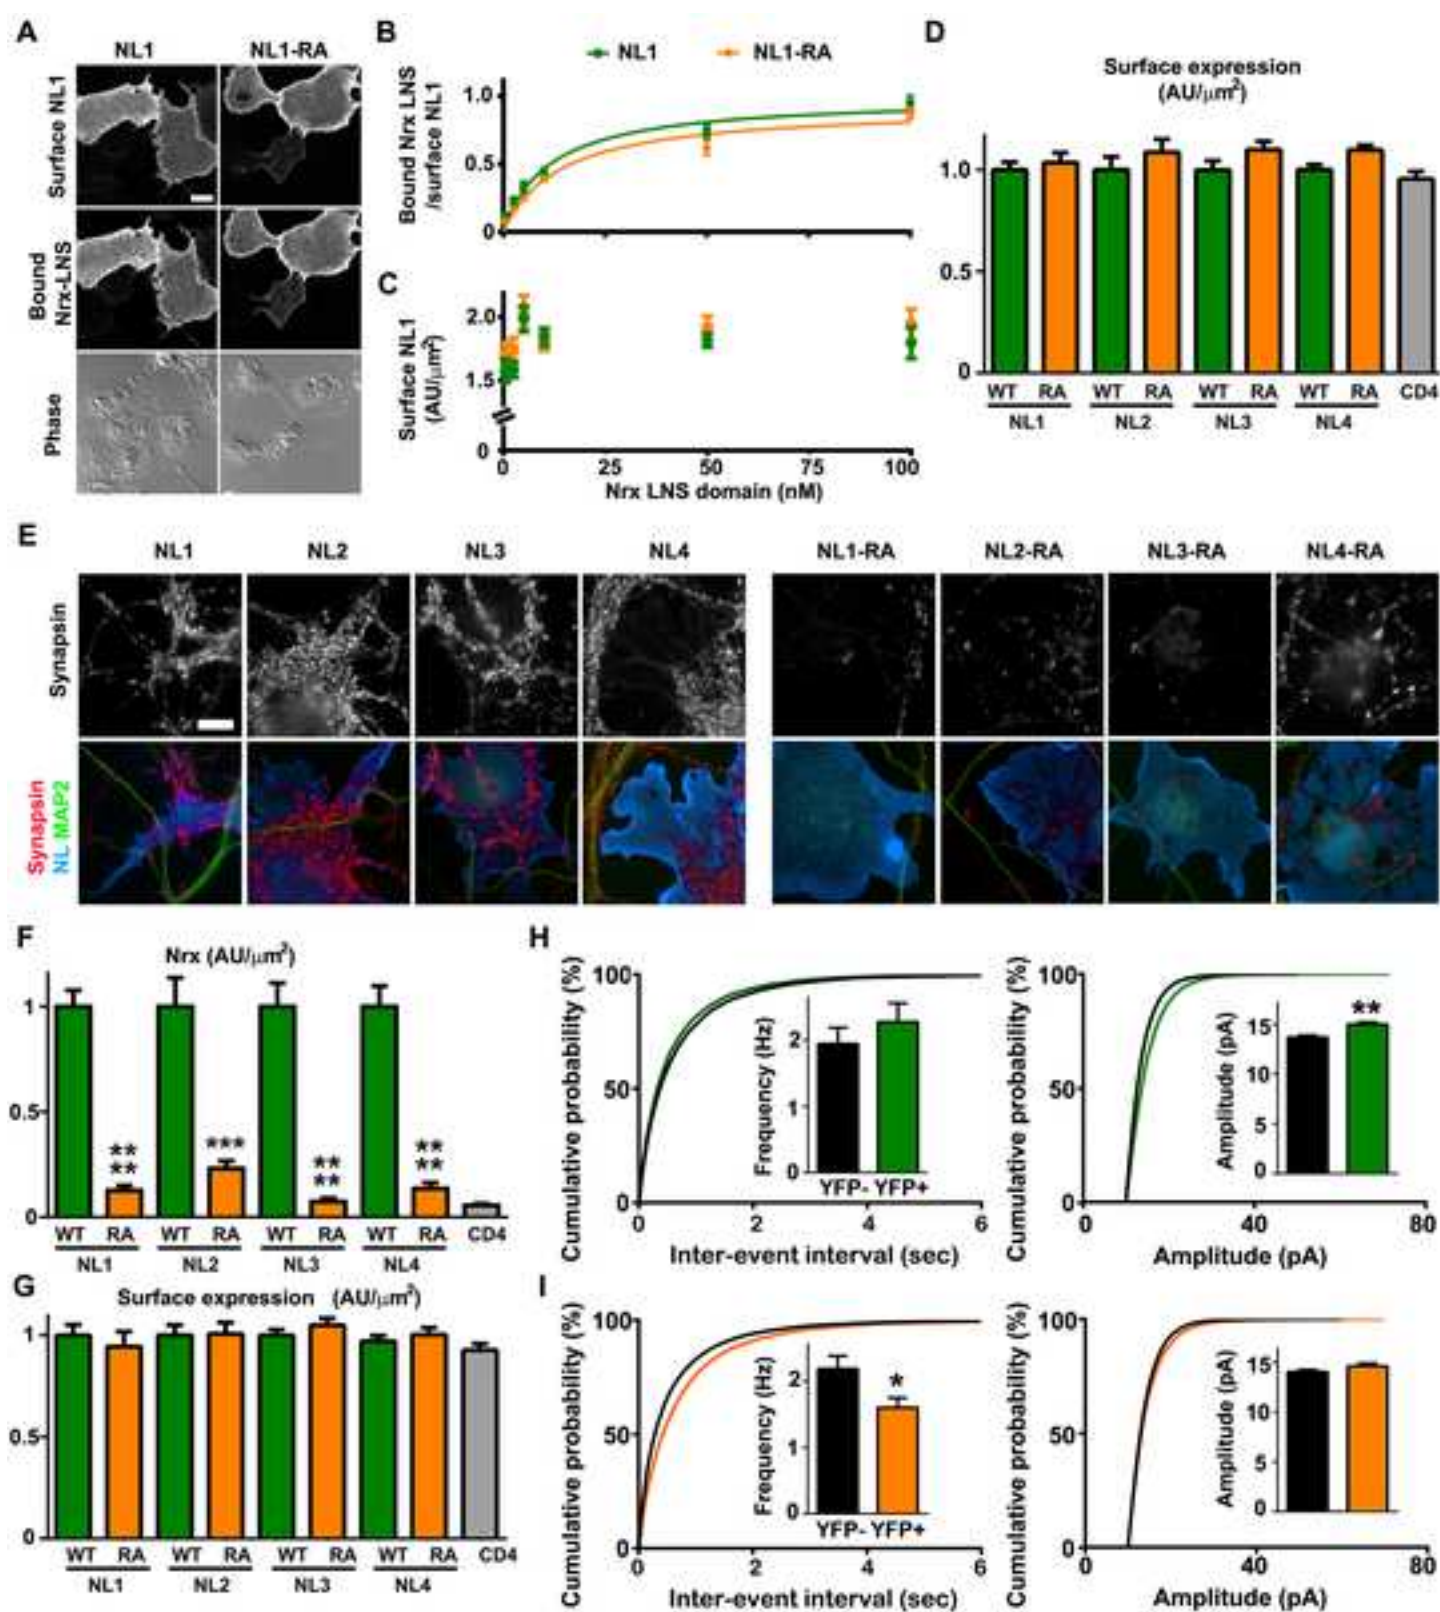 A
NL1
NL1-RA
Surface NL1
Bound
Nrx-LNS
Phase
B
NL1
NL1-RA
Bound Nrx LNS
/surface NL1
1.0
0.5
0
C
Surface NL1
(AU/μm²)
2.0
1.5
0
0
25
50
75
100
Nrx LNS domain (nM)
D
Surface expression
(AU/μm²)
1.0
0.5
0
WT RA WT RA WT RA WT RA CD4
NL1 NL2 NL3 NL4
E
NL1 NL2 NL3 NL4 NL1-RA NL2-RA NL3-RA NL4-RA
Synapsin
Synapsin
NL MAP2
F
Nrx (AU/μm²)
1
0.5
0
**
**
***
**
**
**
**
WT RA WT RA WT RA WT RA CD4
NL1 NL2 NL3 NL4
G
Surface expression (AU/μm²)
1
0.5
0
WT RA WT RA WT RA WT RA CD4
NL1 NL2 NL3 NL4
H
Cumulative probability (%)
100
50
0
0 2 4 6
Inter-event interval (sec)
Frequency (Hz)
2
1
0
YFP- YFP+
Cumulative probability (%)
100
50
0
0 40 80
Amplitude (pA)
Amplitude (pA)
15
10
5
0
**
I
Cumulative probability (%)
100
50
0
0 2 4 6
Inter-event interval (sec)
Frequency (Hz)
2
1
0
*
YFP- YFP+
Cumulative probability (%)
100
50
0
0 40 80
Amplitude (pA)
Amplitude (pA)
15
10
5
0